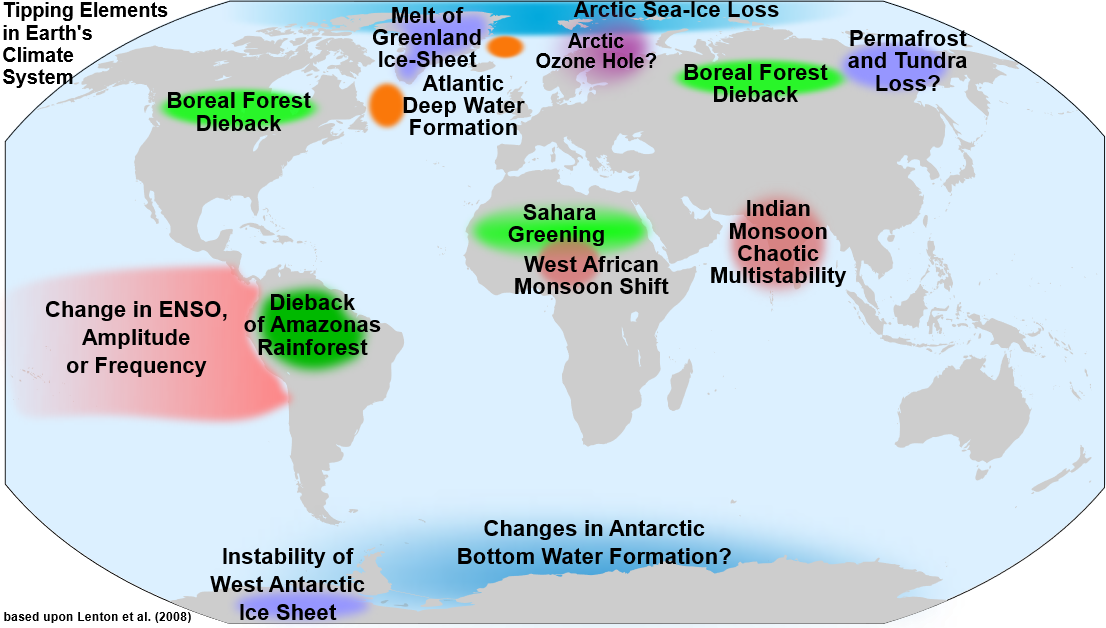 Tipping Elements
in Earth's
Climate
System
Melt of
Greenland
Ice-Sheet
Arctic Sea-Ice Loss
Arctic
Ozone Hole?
Permafrost
and Tundra
Loss?
Boreal Forest
Dieback
Atlantic
Deep Water
Formation
Boreal Forest
Dieback
Sahara
Greening
West African
Monsoon Shift
Indian
Monsoon
Chaotic
Multistability
Change in ENSO,
Amplitude
or Frequency
Dieback
of Amazonas
Rainforest
Changes in Antarctic
Bottom Water Formation?
Instability of
West Antarctic
Ice Sheet
based upon Lenton et al. (2008)